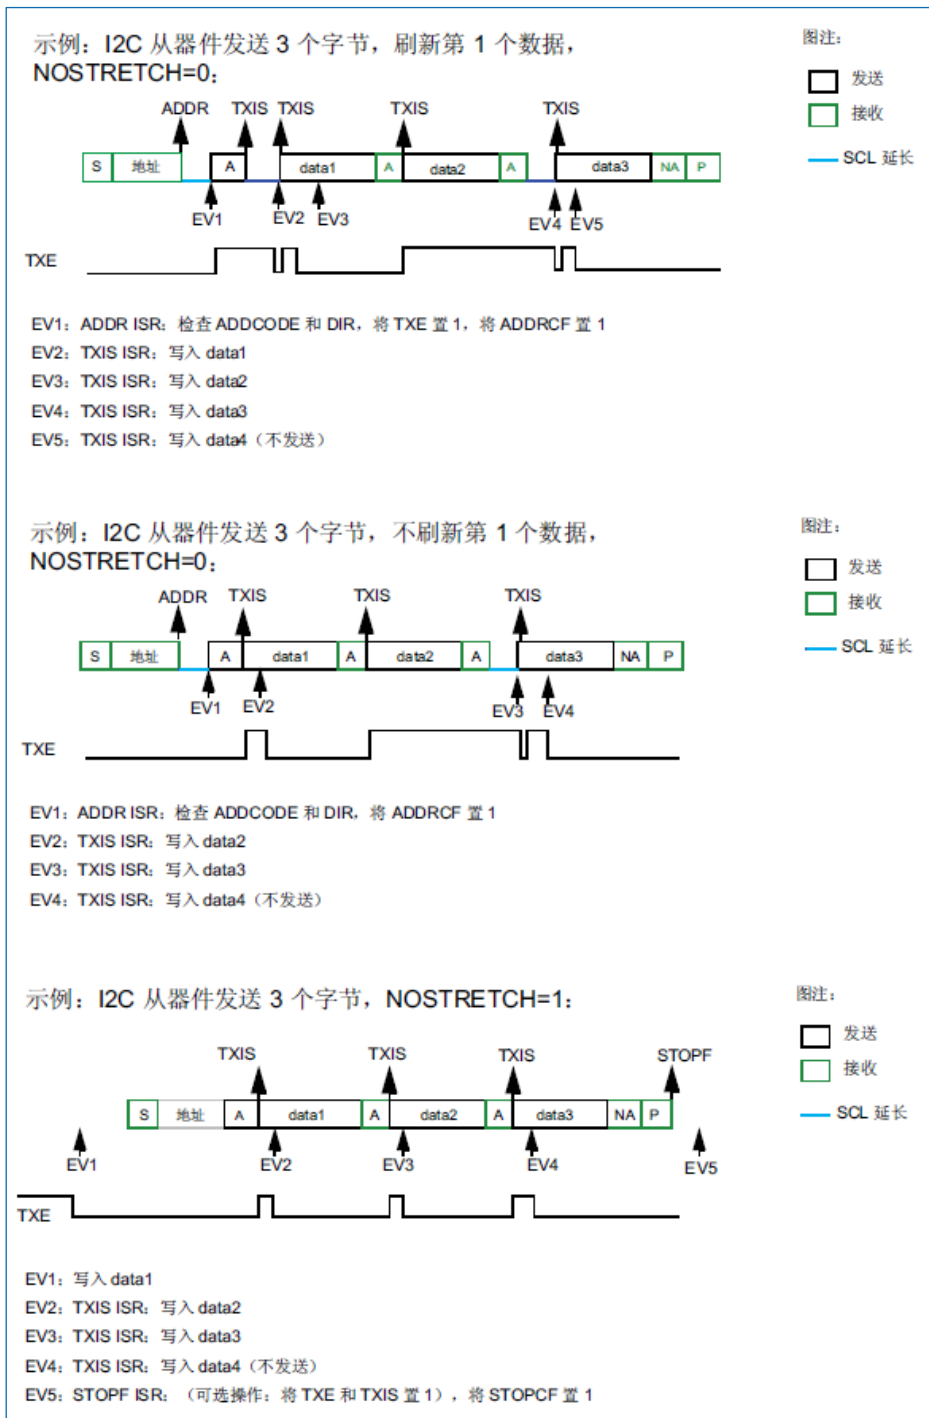 示例：I2C 从器件发送 3 个字节，刷新第 1 个数据，
NOSTRETCH=0：
图注：
发送
接收
SCL 延长
ADDR TXIS TXIS TXIS TXIS
S 地址 A data1 A data2 A data3 NA P
EV1 EV2 EV3 EV4 EV5
TXE
EV1：ADDR ISR：检查 ADDCODE 和 DIR，将 TXE 置 1，将 ADDRCF 置 1
EV2：TXIS ISR：写入 data1
EV3：TXIS ISR：写入 data2
EV4：TXIS ISR：写入 data3
EV5：TXIS ISR：写入 data4（不发送）
示例：I2C 从器件发送 3 个字节，不刷新第 1 个数据，
NOSTRETCH=0：
图注：
发送
接收
SCL 延长
ADDR TXIS TXIS TXIS
S 地址 A data1 A data2 A data3 NA P
EV1 EV2 EV3 EV4
TXE
EV1：ADDR ISR：检查 ADDCODE 和 DIR，将 ADDRCF 置 1
EV2：TXIS ISR：写入 data2
EV3：TXIS ISR：写入 data3
EV4：TXIS ISR：写入 data4（不发送）
示例：I2C 从器件发送 3 个字节，NOSTRETCH=1：
图注：
发送
接收
SCL 延长
TXIS TXIS TXIS STOPF
S 地址 A data1 A data2 A data3 NA P
EV1 EV2 EV3 EV4 EV5
TXE
EV1：写入 data1
EV2：TXIS ISR：写入 data2
EV3：TXIS ISR：写入 data3
EV4：TXIS ISR：写入 data4（不发送）
EV5：STOPF ISR：（可选操作：将 TXE 和 TXIS 置 1），将 STOPCF 置 1